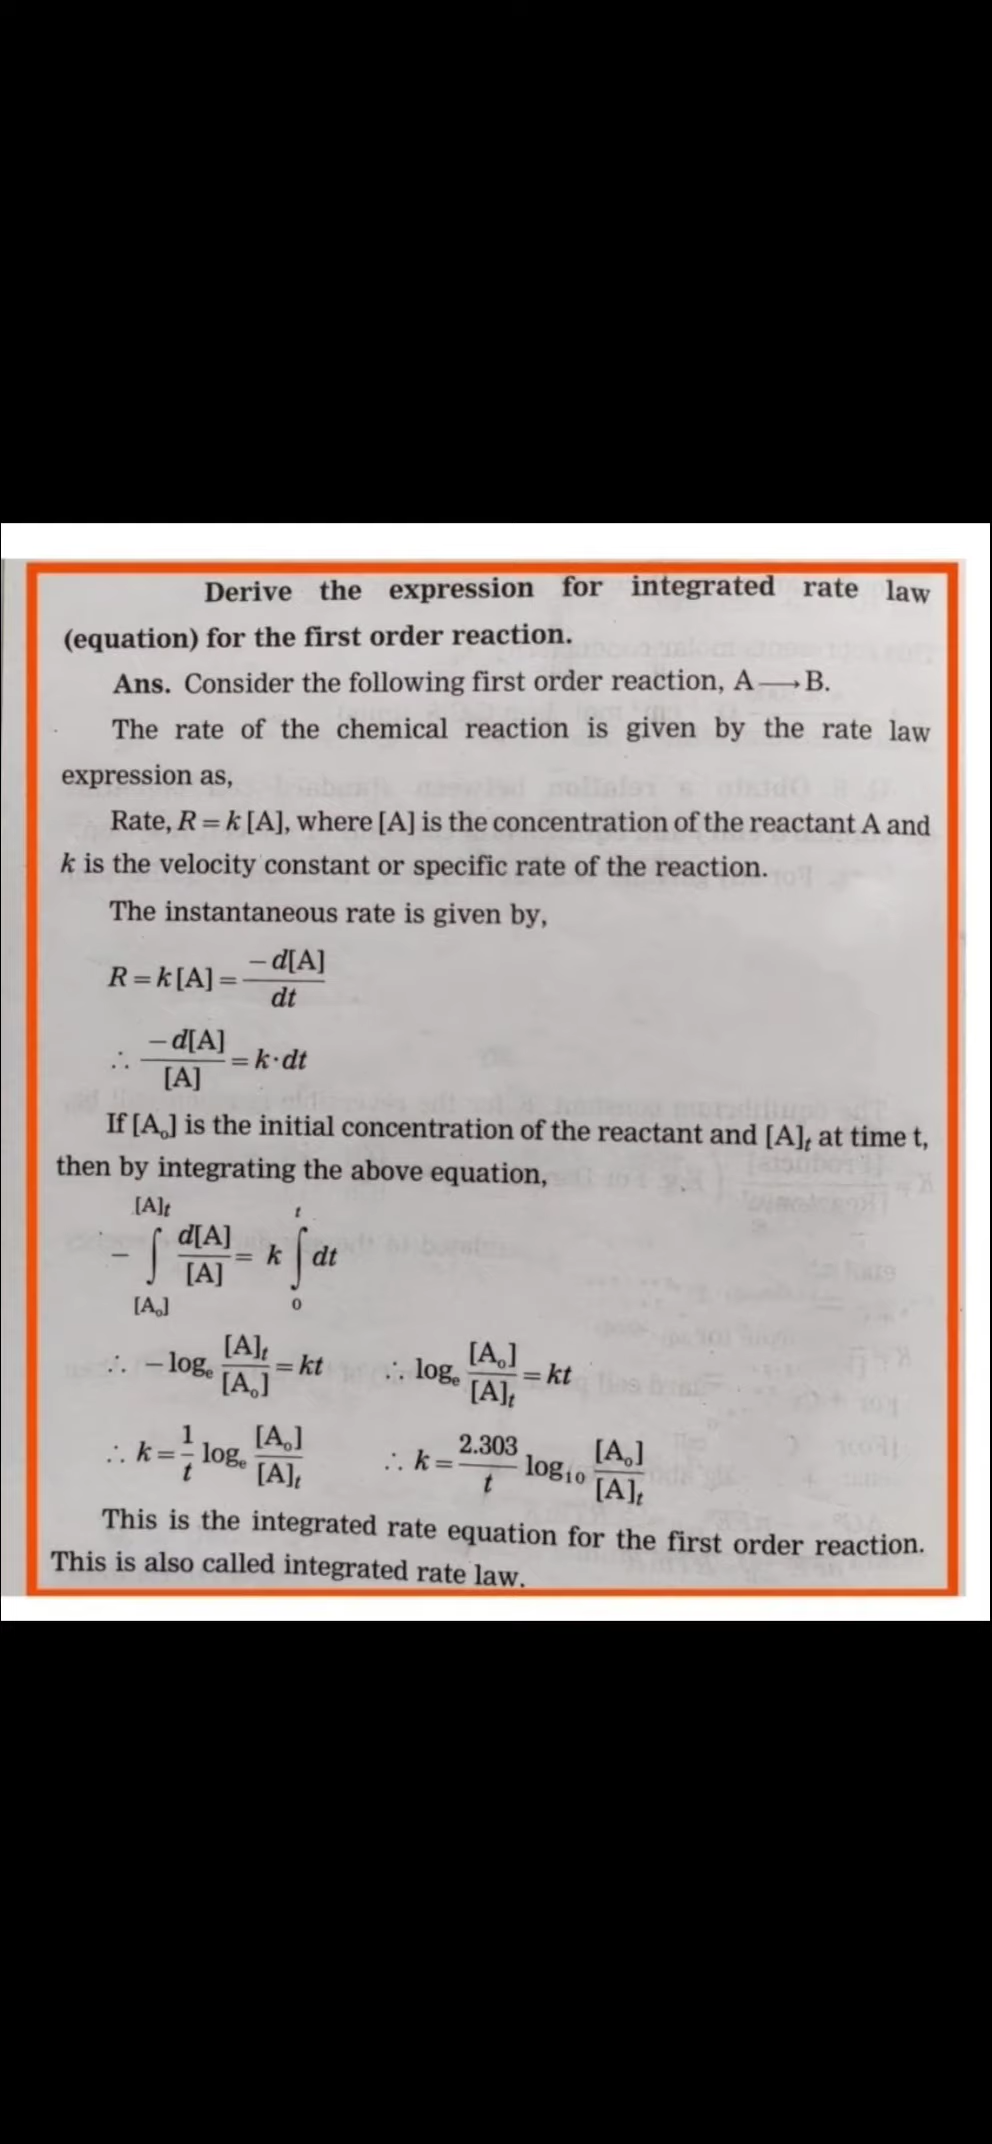 Derive the expression for integrated rate law
(equation) for the first order reaction.
Ans. Consider the following first order reaction, A ⟶ B.
The rate of the chemical reaction is given by the rate law
expression as,
Rate, R = k [A], where [A] is the concentration of the reactant A and
k is the velocity constant or specific rate of the reaction.
The instantaneous rate is given by,
R = k[A] = −d[A]/dt
∴ −d[A]/[A] = k·dt
If [A₀] is the initial concentration of the reactant and [A]ₜ at time t,
then by integrating the above equation,
− ∫_{[A₀]}^{[A]ₜ} d[A]/[A] = k ∫_{0}^{t} dt
∴ − logₑ [A]ₜ/[A₀] = kt ∴ logₑ [A₀]/[A]ₜ = kt
∴ k = 1/t logₑ [A₀]/[A]ₜ ∴ k = 2.303/t log₁₀ [A₀]/[A]ₜ
This is the integrated rate equation for the first order reaction.
This is also called integrated rate law.